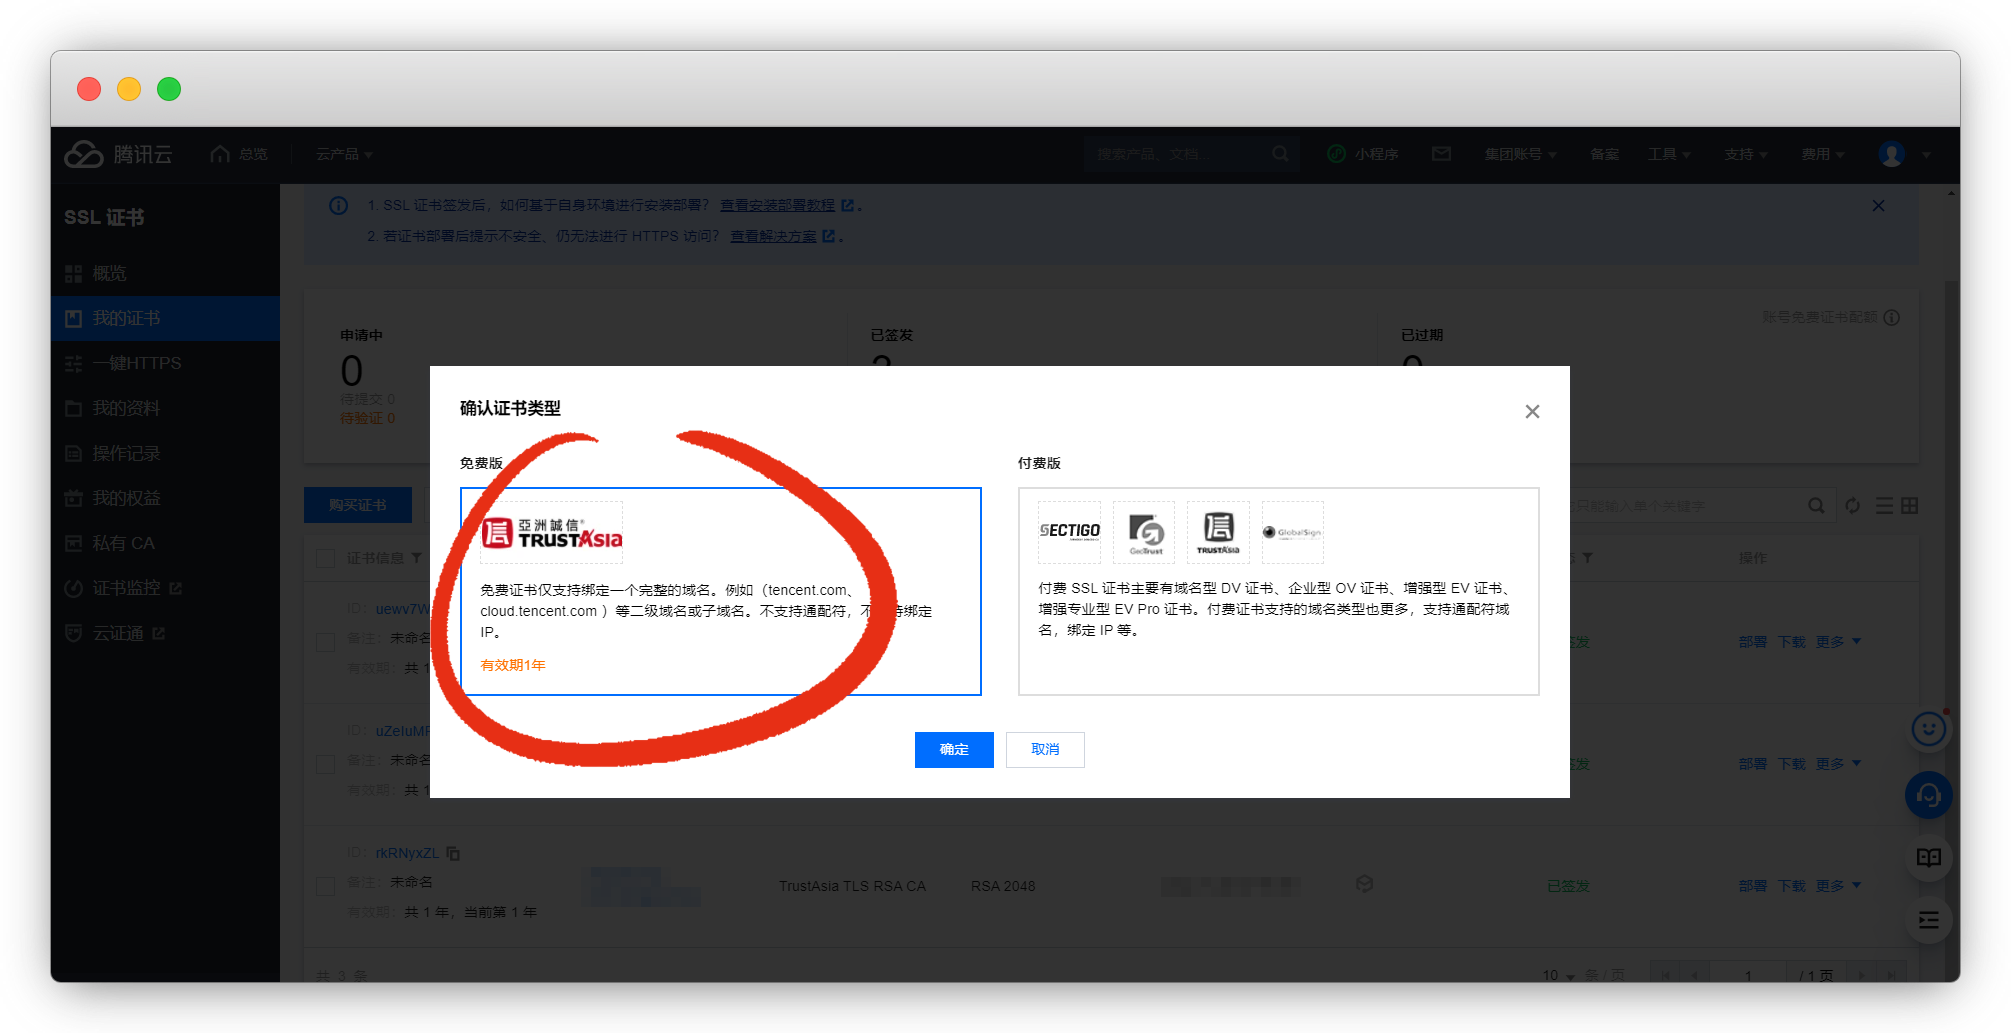 腾讯云
总览
云产品
搜索产品、文档...
小程序
集团账号
备案
工具
支持
费用
SSL 证书
概览
我的证书
一键HTTPS
我的资料
操作记录
我的权益
私有 CA
证书监控
云证通
1. SSL 证书签发后，如何基于自身环境进行安装部署？ 查看安装部署教程 。
2. 若证书部署后提示不安全、仍无法进行 HTTPS 访问？ 查看解决方案 。
账号免费证书配额
申请中
0
待提交 0
待验证 0
已签发
已过期
购买证书
只能输入单个关键字
证书信息
操作
确认证书类型
免费版
亞洲誠信®
TRUSTAsia
免费证书仅支持绑定一个完整的域名。例如（tencent.com、
cloud.tencent.com ）等二级域名或子域名。不支持通配符，不 持绑定
IP。
有效期1年
付费版
SECTIGO
GeoTrust
TRUSTAsia
GlobalSign
付费 SSL 证书主要有域名型 DV 证书、企业型 OV 证书、增强型 EV 证书、
增强专业型 EV Pro 证书。付费证书支持的域名类型也更多，支持通配符域
名，绑定 IP 等。
确定
取消
ID: uewv7W
备注: 未命名
有效期: 共 1
发
部署 下载 更多
ID: uZeIuMF
备注: 未命名
有效期: 共 1
发
部署 下载 更多
ID: rkRNyxZL
备注: 未命名
有效期: 共 1 年，当前第 1 年
TrustAsia TLS RSA CA
RSA 2048
已签发
部署 下载 更多
共 3 条
10 条 / 页
1 / 1 页